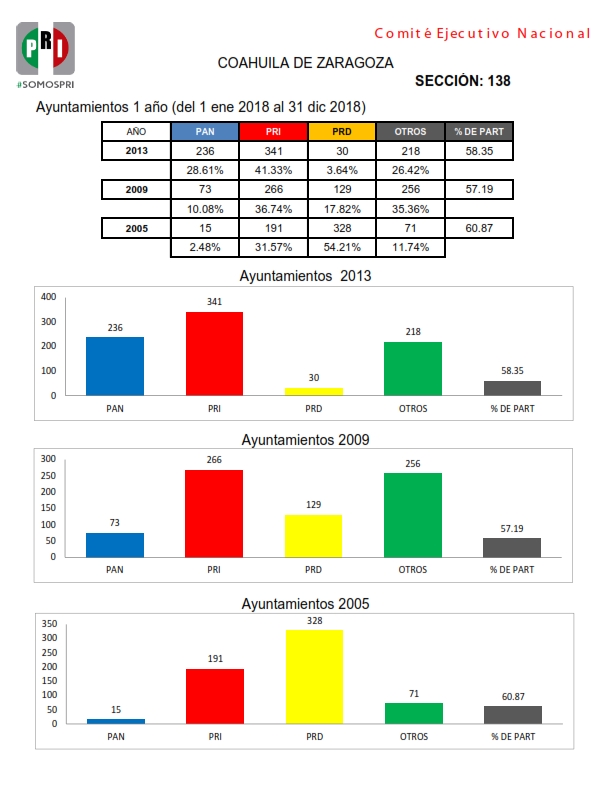 Comité Ejecutivo Nacional
PRI
#SOMOSPRI
COAHUILA DE ZARAGOZA
SECCIÓN: 138
Ayuntamientos 1 año (del 1 ene 2018 al 31 dic 2018)
AÑO PAN PRI PRD OTROS % DE PART
2013 236 341 30 218 58.35
28.61% 41.33% 3.64% 26.42%
2009 73 266 129 256 57.19
10.08% 36.74% 17.82% 35.36%
2005 15 191 328 71 60.87
2.48% 31.57% 54.21% 11.74%
Ayuntamientos 2013
400
300
200
100
0
236 341 30 218 58.35
PAN PRI PRD OTROS % DE PART
Ayuntamientos 2009
300
250
200
150
100
50
0
73 266 129 256 57.19
PAN PRI PRD OTROS % DE PART
Ayuntamientos 2005
350
300
250
200
150
100
50
0
15 191 328 71 60.87
PAN PRI PRD OTROS % DE PART